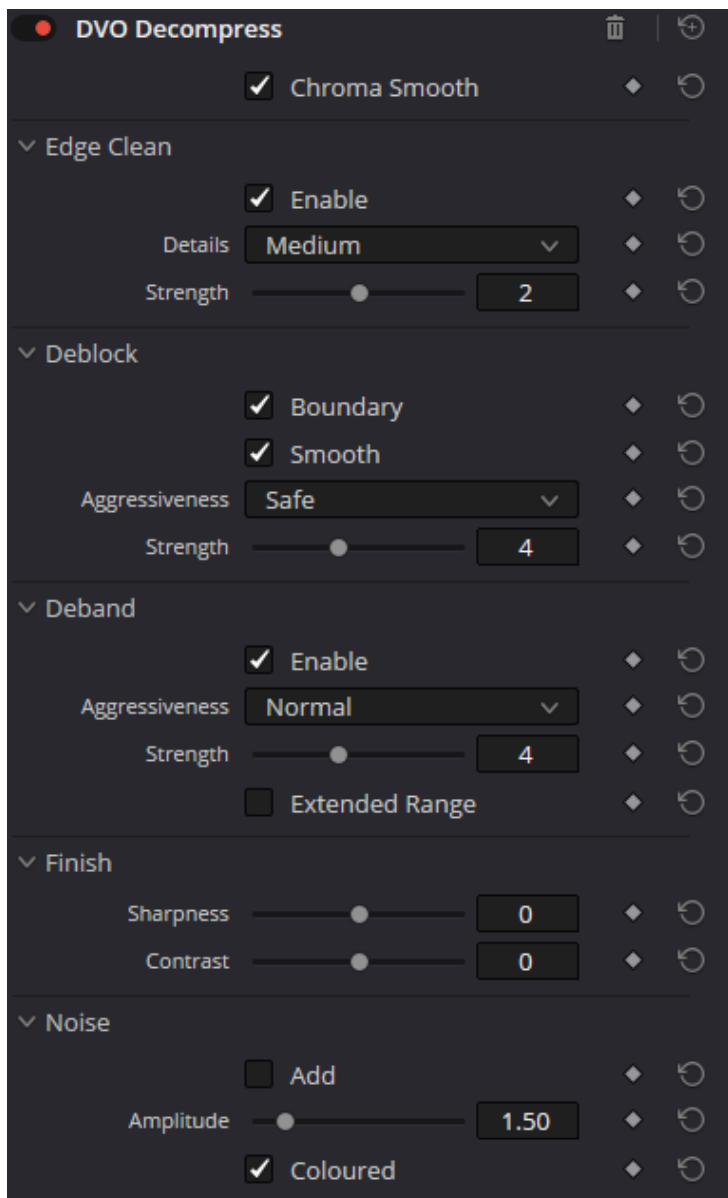 DVO Decompress
Chroma Smooth
Edge Clean
Enable
Details Medium
Strength 2
Deblock
Boundary
Smooth
Aggressiveness Safe
Strength 4
Deband
Enable
Aggressiveness Normal
Strength 4
Extended Range
Finish
Sharpness 0
Contrast 0
Noise
Add
Amplitude 1.50
Coloured